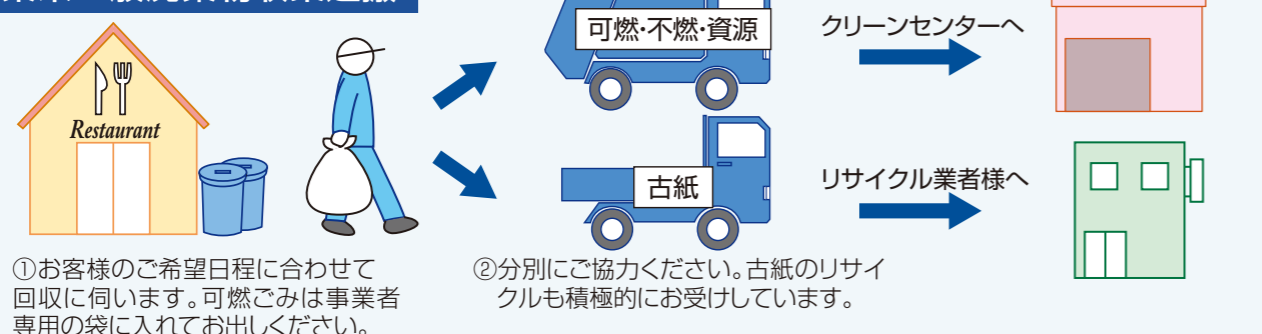 可燃・不燃・資源
クリーンセンターへ
Restaurant
古紙
リサイクル業者様へ
①お客様のご希望日程に合わせて
回収に伺います。可燃ごみは事業者
専用の袋に入れてお出しください。
②分別にご協力ください。古紙のリサイ
クルも積極的にお受けしています。